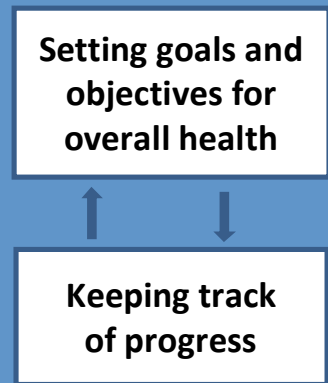 Setting goals and
objectives for
overall health
Keeping track
of progress